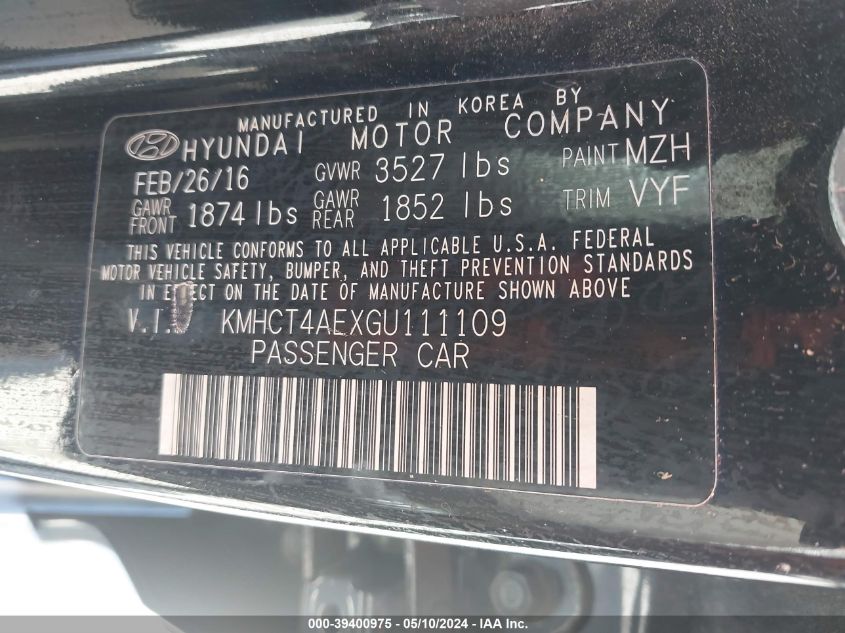 MANUFACTURED IN KOREA BY
HYUNDAI MOTOR COMPANY
FEB/26/16 GVWR 3527 lbs PAINT MZH
GAWR FRONT 1874 lbs GAWR REAR 1852 lbs TRIM VYF
THIS VEHICLE CONFORMS TO ALL APPLICABLE U.S.A. FEDERAL
MOTOR VEHICLE SAFETY, BUMPER, AND THEFT PREVENTION STANDARDS
IN EFFECT ON THE DATE OF MANUFACTURE SHOWN ABOVE
V.I.N KMHCT4AEXGU111109
PASSENGER CAR
000-39400975 - 05/10/2024 - IAA Inc.